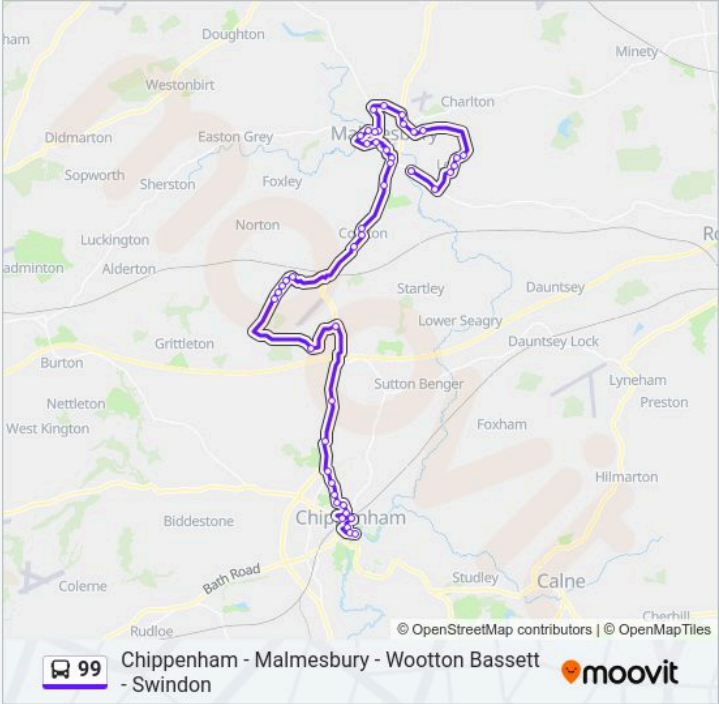 ham
Doughton
Minety
Westonbirt
Charlton
Didmarton
Easton Grey
Sopworth
Sherston
Foxley
Norton
Luckington
adminton
Alderton
Startley
Dauntsey
Lower Seagry
Grittleton
Dauntsey Lock
Burton
Sutton Benger
Lyneham
Nettleton
Preston
West Kington
Foxham
Hilmarton
Chippenham
Biddestone
Bath Road
Studley
Calne
Colerne
Cherhill
Rudloe
© OpenStreetMap contributors | © OpenMapTiles
99
Chippenham - Malmesbury - Wootton Bassett
- Swindon
moovit